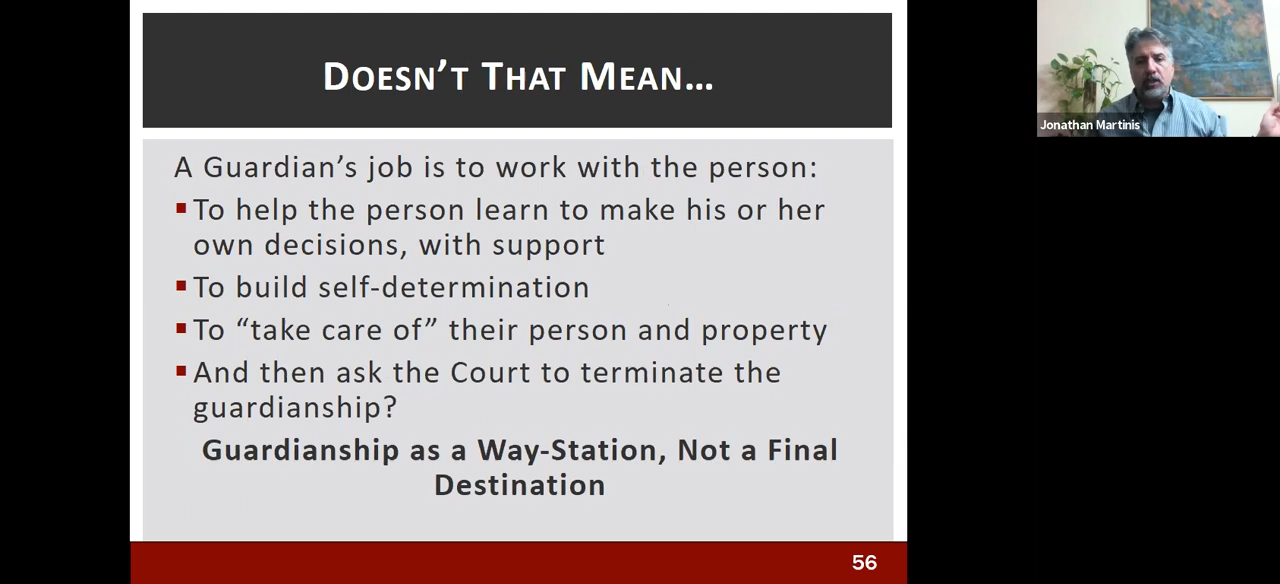 Doesn't That Mean...
A Guardian's job is to work with the person:
▪To help the person learn to make his or her
own decisions, with support
▪To build self-determination
▪To “take care of” their person and property
▪And then ask the Court to terminate the
guardianship?
Guardianship as a Way-Station, Not a Final
Destination
56
Jonathan Martinis